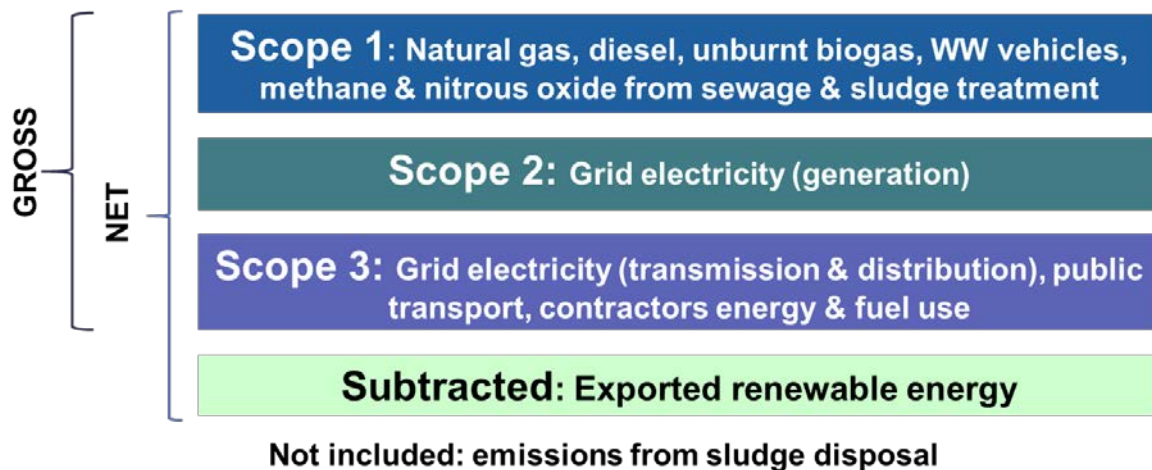 GROSS
NET
Scope 1: Natural gas, diesel, unburnt biogas, WW vehicles,
methane & nitrous oxide from sewage & sludge treatment
Scope 2: Grid electricity (generation)
Scope 3: Grid electricity (transmission & distribution), public
transport, contractors energy & fuel use
Subtracted: Exported renewable energy
Not included: emissions from sludge disposal